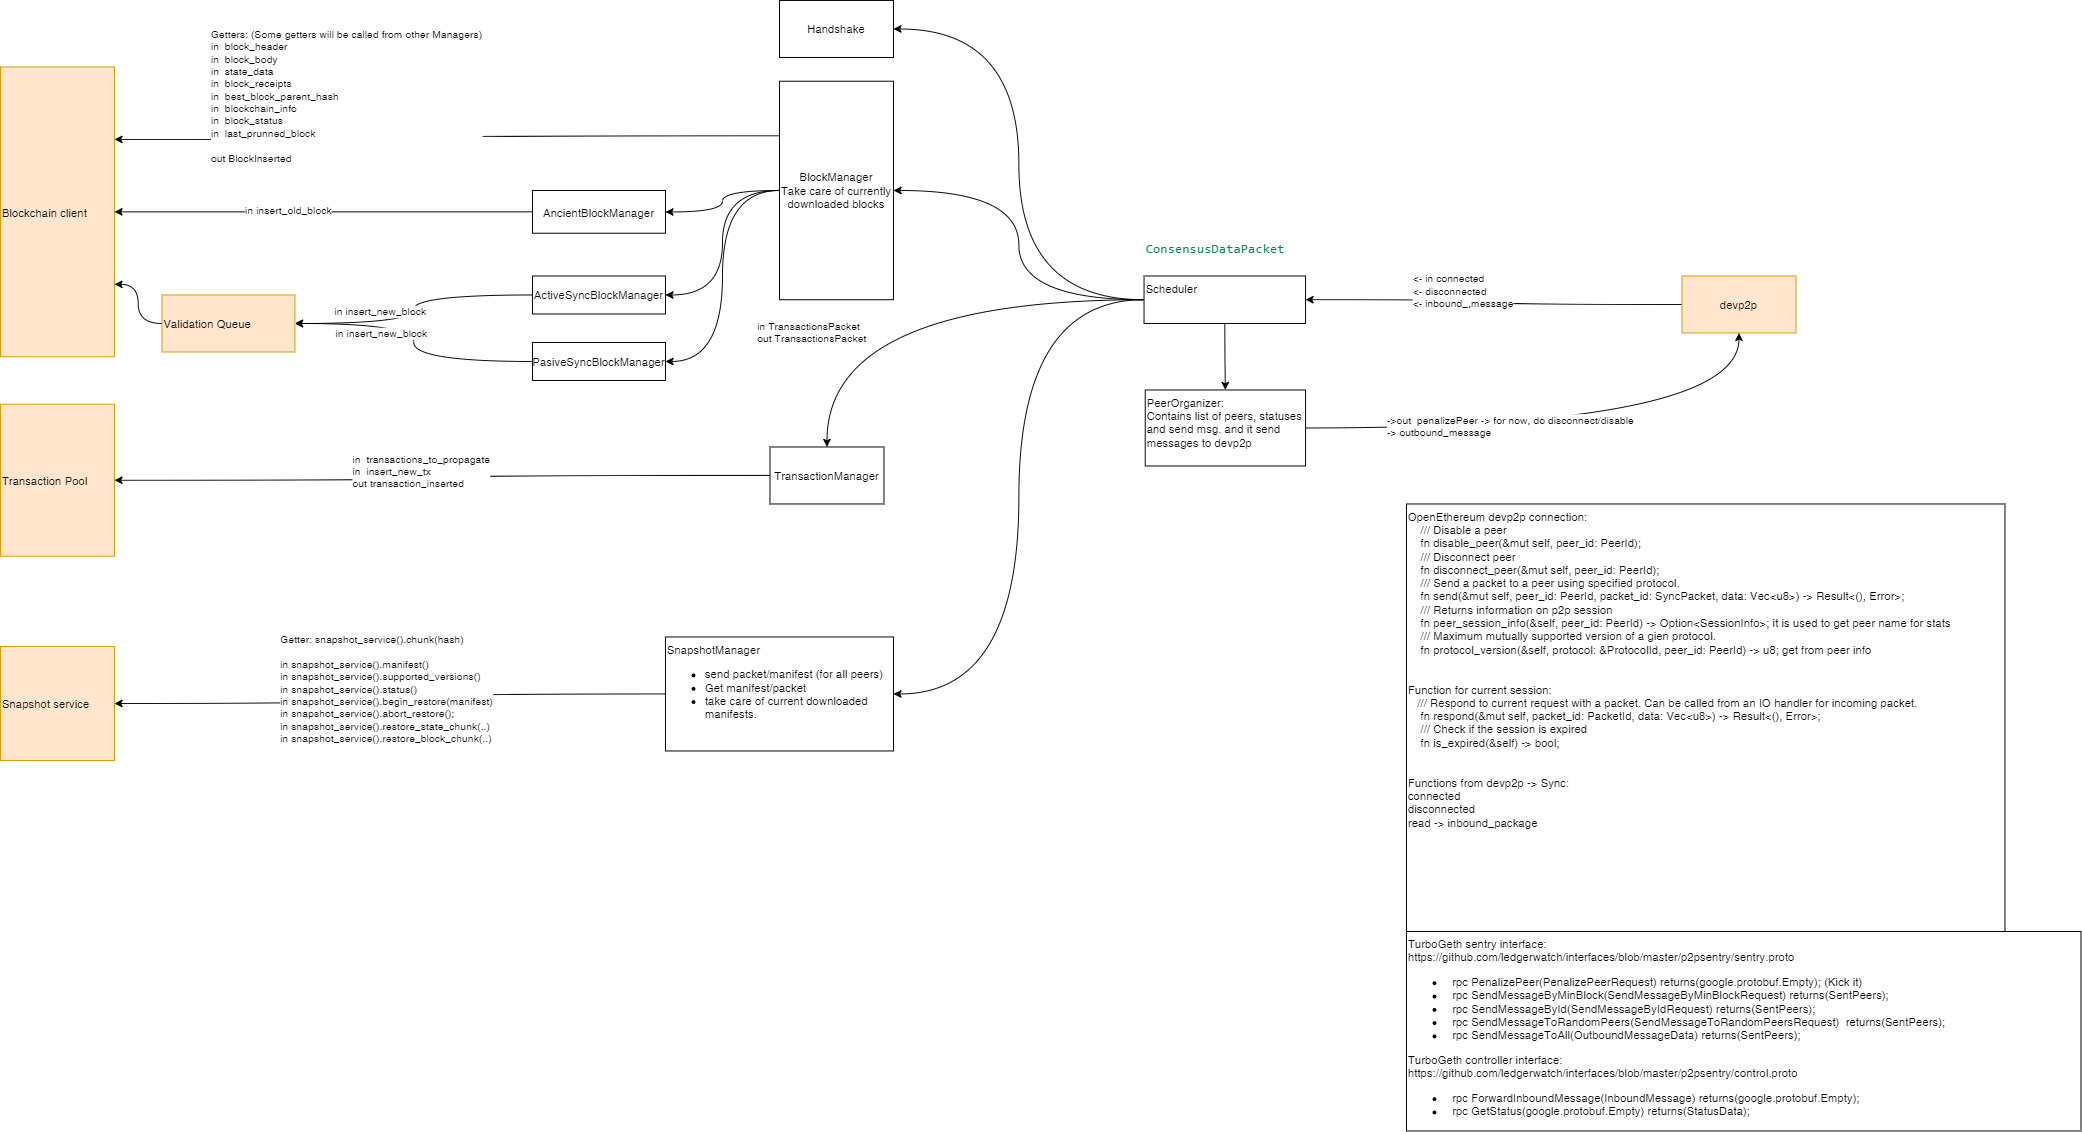 Handshake
Getters: (Some getters will be called from other Managers)
in  block_header
in  block_body
in  state_data
in  block_receipts
in  best_block_parent_hash
in  blockchain_info
in  block_status
in  last_prunned_block
out BlockInserted
BlockManager
Take care of currently
downloaded blocks
Blockchain client
in insert_old_block
AncientBlockManager
ActiveSyncBlockManager
in insert_new_block
Validation Queue
in insert_new_block
PasiveSyncBlockManager
in TransactionsPacket
out TransactionsPacket
ConsensusDataPacket
Scheduler
<- in connected
<- disconnected
<- inbound_,message
devp2p
PeerOrganizer:
Contains list of peers, statuses
and send msg. and it send
messages to devp2p
->out  penalizePeer -> for now, do disconnect/disable
-> outbound_message
Transaction Pool
in  transactions_to_propagate
in  insert_new_tx
out transaction_inserted
TransactionManager
Snapshot service
Getter: snapshot_service().chunk(hash)
in snapshot_service().manifest()
in snapshot_service().supported_versions()
in snapshot_service().status()
in snapshot_service().begin_restore(manifest)
in snapshot_service().abort_restore();
in snapshot_service().restore_state_chunk(..)
in snapshot_service().restore_block_chunk(..)
SnapshotManager
• send packet/manifest (for all peers)
• Get manifest/packet
• take care of current downloaded
manifests.
OpenEthereum devp2p connection:
/// Disable a peer
fn disable_peer(&mut self, peer_id: PeerId);
/// Disconnect peer
fn disconnect_peer(&mut self, peer_id: PeerId);
/// Send a packet to a peer using specified protocol.
fn send(&mut self, peer_id: PeerId, packet_id: SyncPacket, data: Vec<u8>) -> Result<(), Error>;
/// Returns information on p2p session
fn peer_session_info(&self, peer_id: PeerId) -> Option<SessionInfo>; it is used to get peer name for stats
/// Maximum mutually supported version of a gien protocol.
fn protocol_version(&self, protocol: &ProtocolId, peer_id: PeerId) -> u8; get from peer info
Function for current session:
/// Respond to current request with a packet. Can be called from an IO handler for incoming packet.
fn respond(&mut self, packet_id: PacketId, data: Vec<u8>) -> Result<(), Error>;
/// Check if the session is expired
fn is_expired(&self) -> bool;
Functions from devp2p -> Sync:
connected
disconnected
read -> inbound_package
TurboGeth sentry interface:
https://github.com/ledgerwatch/interfaces/blob/master/p2psentry/sentry.proto
• rpc PenalizePeer(PenalizePeerRequest) returns(google.protobuf.Empty); (Kick it)
• rpc SendMessageByMinBlock(SendMessageByMinBlockRequest) returns(SentPeers);
• rpc SendMessageById(SendMessageByIdRequest) returns(SentPeers);
• rpc SendMessageToRandomPeers(SendMessageToRandomPeersRequest)  returns(SentPeers);
• rpc SendMessageToAll(OutboundMessageData) returns(SentPeers);
TurboGeth controller interface:
https://github.com/ledgerwatch/interfaces/blob/master/p2psentry/control.proto
• rpc ForwardInboundMessage(InboundMessage) returns(google.protobuf.Empty);
• rpc GetStatus(google.protobuf.Empty) returns(StatusData);